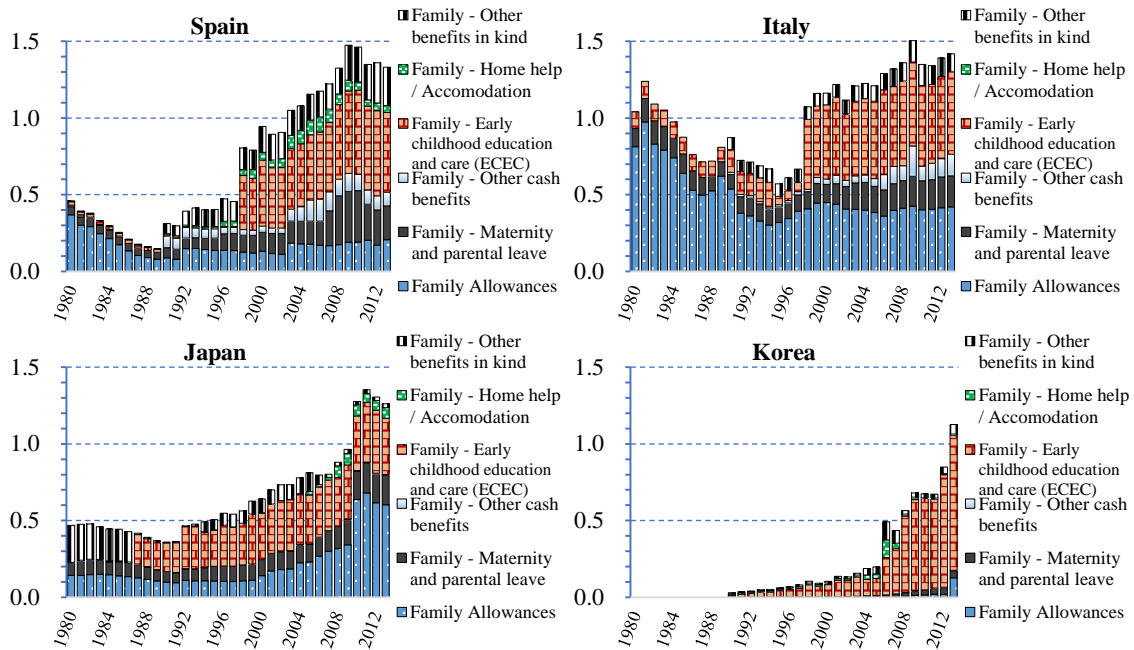 Spain
1.5
1.0
0.5
0.0
1980
1984
1988
1992
1996
2000
2004
2008
2012
Family - Other
benefits in kind
Family - Home help
/ Accomodation
Family - Early
childhood education
and care (ECEC)
Family - Other cash
benefits
Family - Maternity
and parental leave
Family Allowances
Italy
1.5
1.0
0.5
0.0
1980
1984
1988
1992
1996
2000
2004
2008
2012
Family - Other
benefits in kind
Family - Home help
/ Accomodation
Family - Early
childhood education
and care (ECEC)
Family - Other cash
benefits
Family - Maternity
and parental leave
Family Allowances
Japan
1.5
1.0
0.5
0.0
1980
1984
1988
1992
1996
2000
2004
2008
2012
Family - Other
benefits in kind
Family - Home help
/ Accomodation
Family - Early
childhood education
and care (ECEC)
Family - Other cash
benefits
Family - Maternity
and parental leave
Family Allowances
Korea
1.5
1.0
0.5
0.0
1980
1984
1988
1992
1996
2000
2004
2008
2012
Family - Other
benefits in kind
Family - Home help
/ Accomodation
Family - Early
childhood education
and care (ECEC)
Family - Other cash
benefits
Family - Maternity
and parental leave
Family Allowances